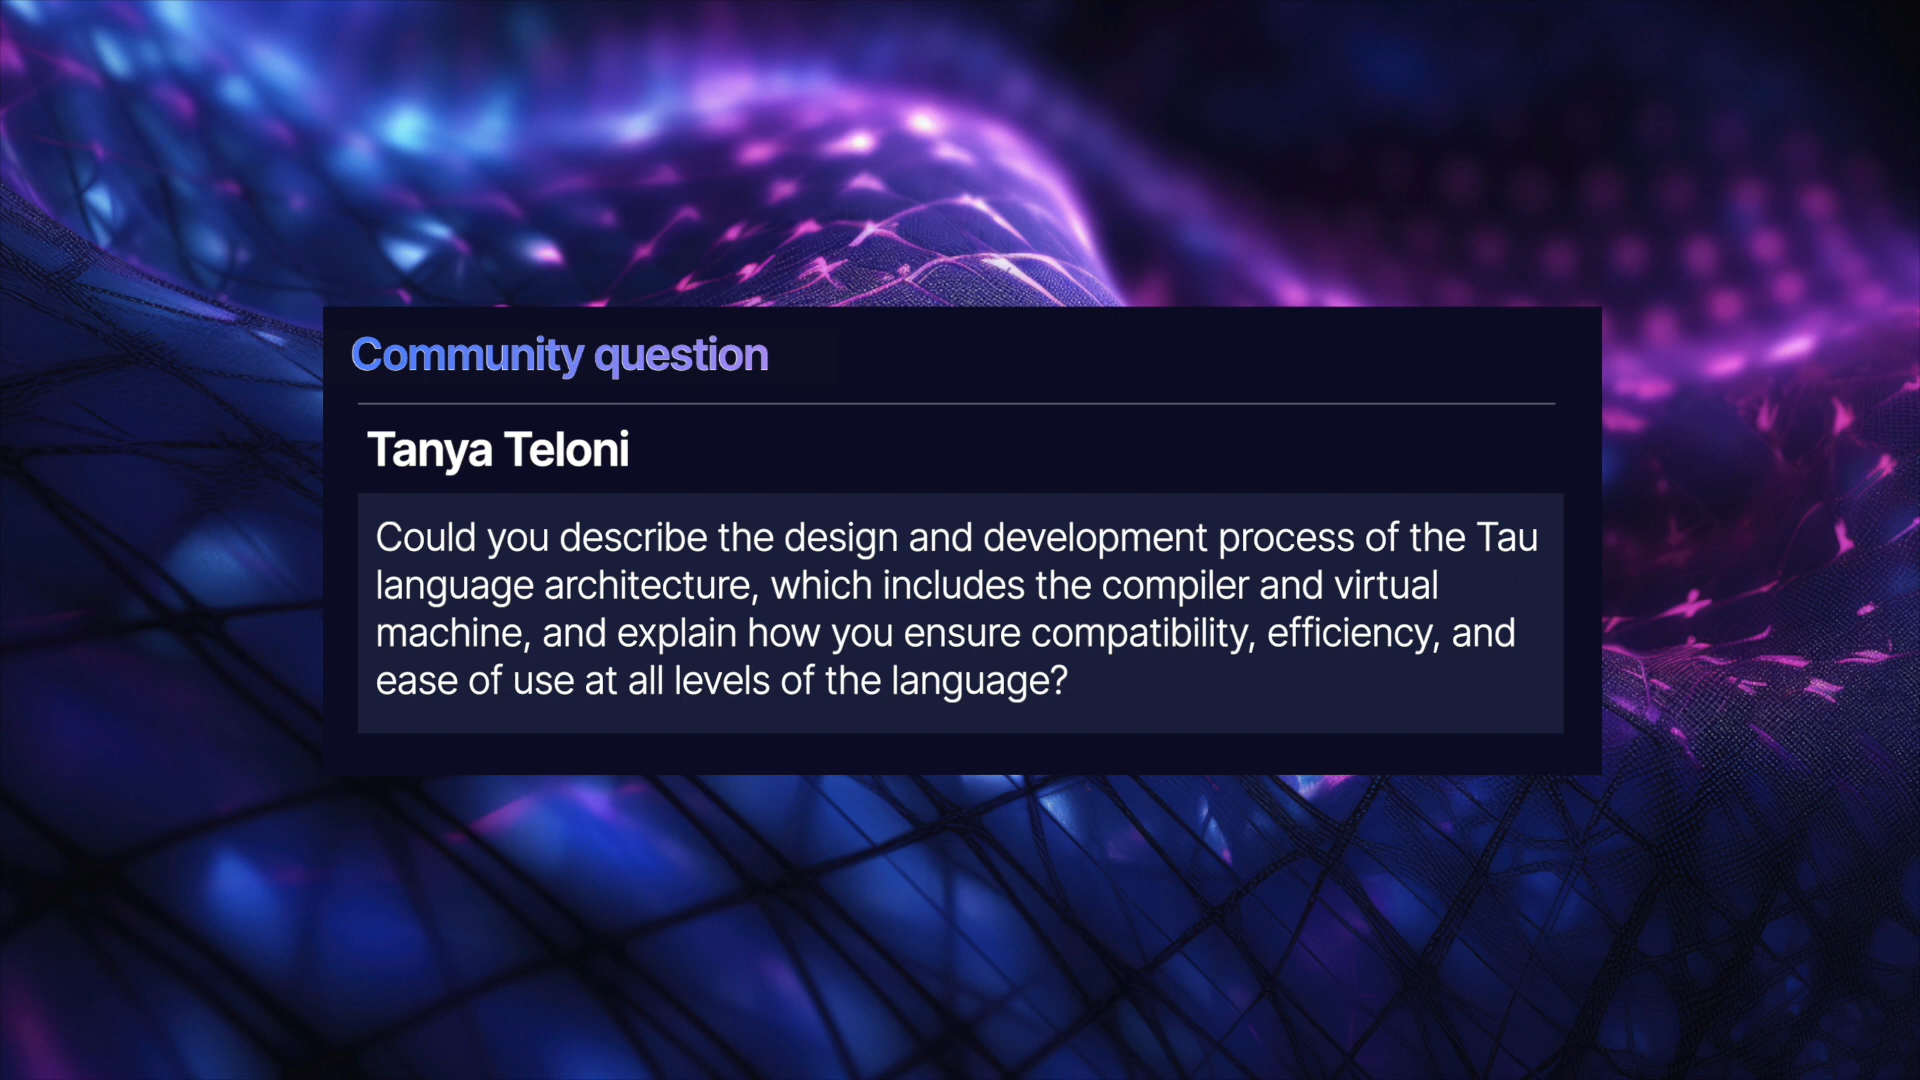 Community question
Tanya Teloni
Could you describe the design and development process of the Tau
language architecture, which includes the compiler and virtual
machine, and explain how you ensure compatibility, efficiency, and
ease of use at all levels of the language?